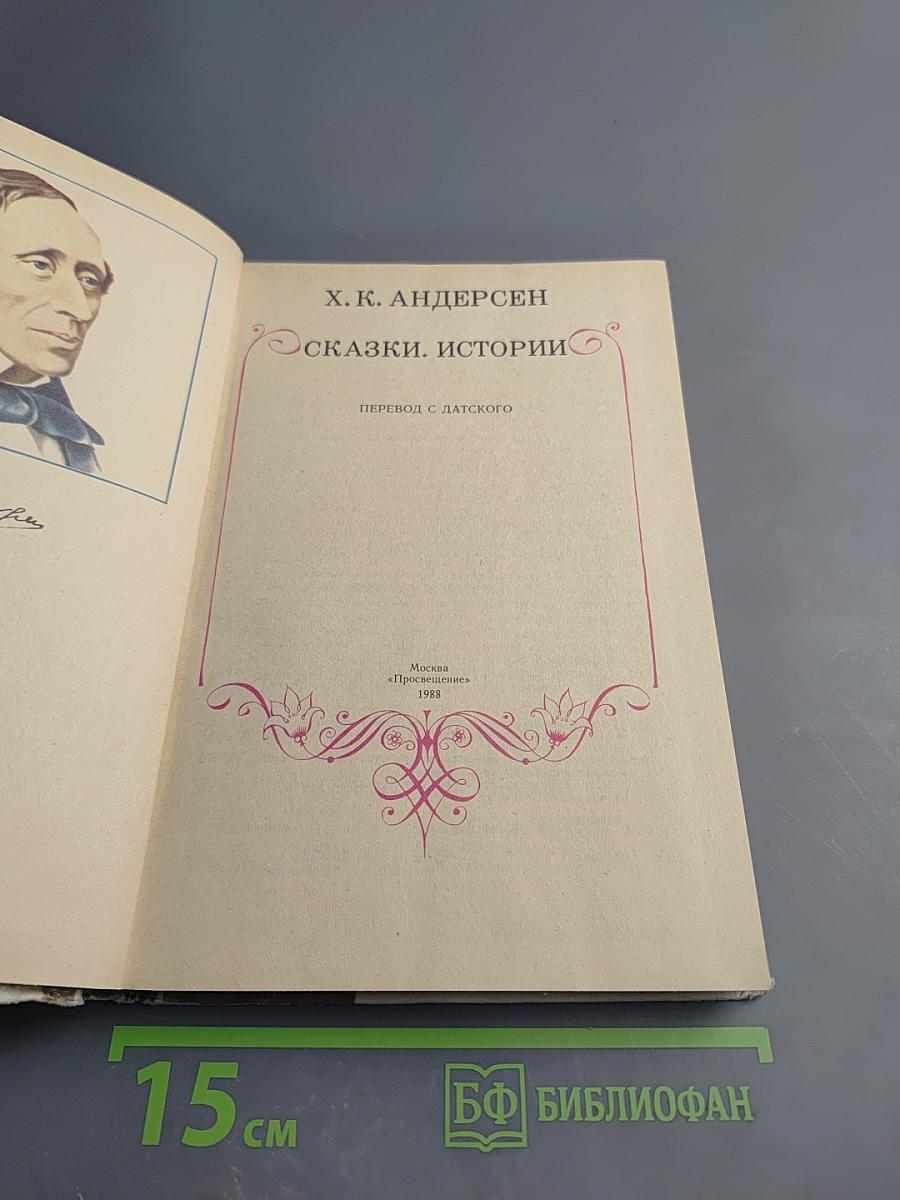 Х. К. АНДЕРСЕН
СКАЗКИ. ИСТОРИИ
ПЕРЕВОД С ДАТСКОГО
Москва
«Просвещение»
1988
15 см
БФ БИБЛИОФАН